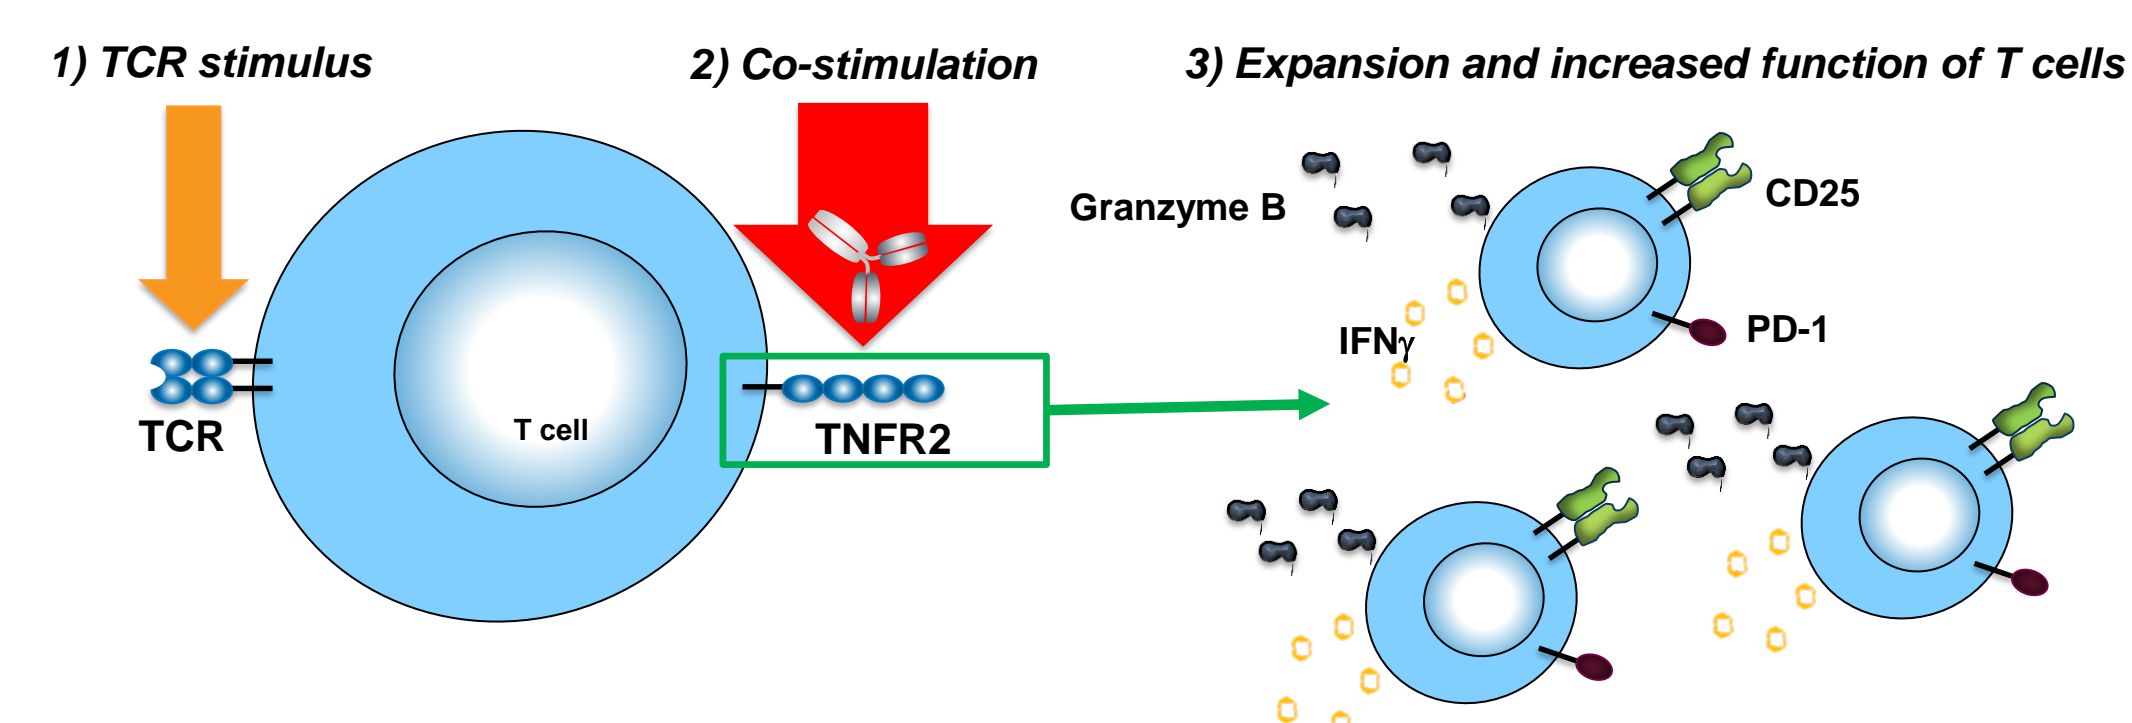 1) TCR stimulus
2) Co-stimulation
3) Expansion and increased function of T cells
TCR
T cell
TNFR2
Granzyme B
CD25
IFNγ
PD-1